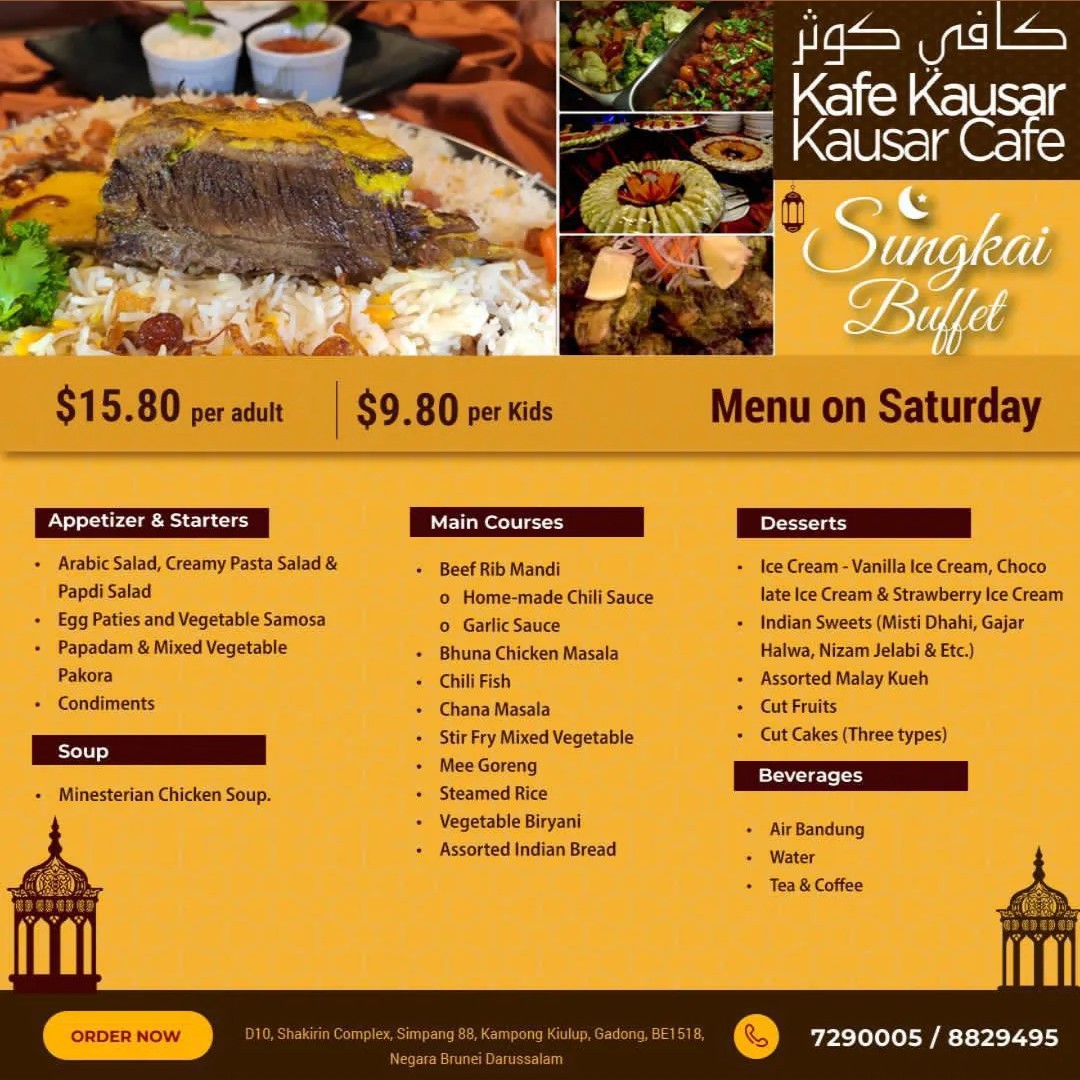 كافي كوثر
Kafe Kausar
Kausar Cafe
Sungkai
Buffet
$15.80 per adult
$9.80 per Kids
Menu on Saturday
Appetizer & Starters
• Arabic Salad, Creamy Pasta Salad &
Papdi Salad
• Egg Paties and Vegetable Samosa
• Papadam & Mixed Vegetable
Pakora
• Condiments
Soup
• Minesterian Chicken Soup.
Main Courses
• Beef Rib Mandi
o Home-made Chili Sauce
o Garlic Sauce
• Bhuna Chicken Masala
• Chili Fish
• Chana Masala
• Stir Fry Mixed Vegetable
• Mee Goreng
• Steamed Rice
• Vegetable Biryani
• Assorted Indian Bread
Desserts
• Ice Cream - Vanilla Ice Cream, Choco
late Ice Cream & Strawberry Ice Cream
• Indian Sweets (Misti Dhahi, Gajar
Halwa, Nizam Jelabi & Etc.)
• Assorted Malay Kueh
• Cut Fruits
• Cut Cakes (Three types)
Beverages
• Air Bandung
• Water
• Tea & Coffee
ORDER NOW
D10, Shakirin Complex, Simpang 88, Kampong Kiulup, Gadong, BE1518,
Negara Brunei Darussalam
7290005 / 8829495